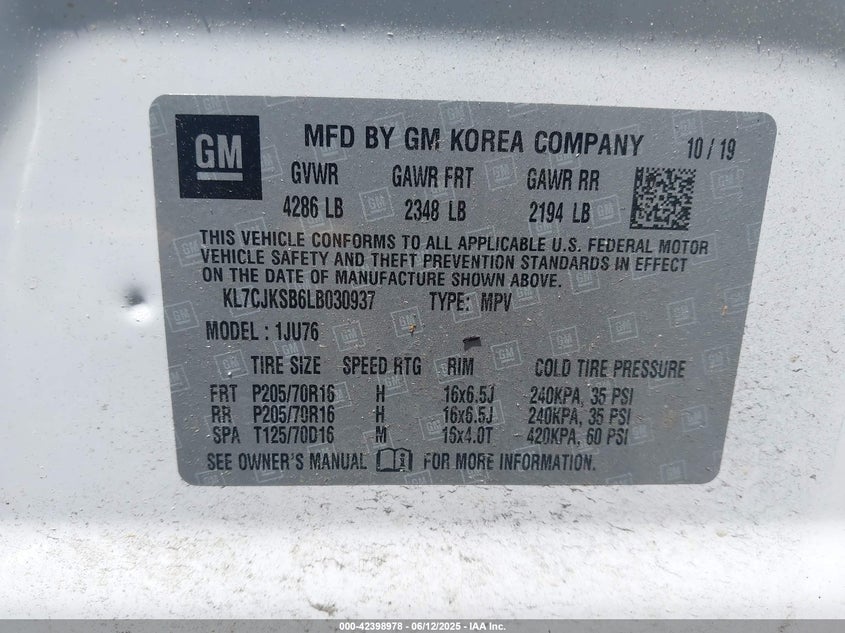 GM MFD BY GM KOREA COMPANY 10/19
GVWR GAWR FRT GAWR RR
4286 LB 2348 LB 2194 LB
THIS VEHICLE CONFORMS TO ALL APPLICABLE U.S. FEDERAL MOTOR
VEHICLE SAFETY AND THEFT PREVENTION STANDARDS IN EFFECT
ON THE DATE OF MANUFACTURE SHOWN ABOVE.
KL7CJKSB6LB030937 TYPE: MPV
MODEL : 1JU76
TIRE SIZE SPEED RTG RIM COLD TIRE PRESSURE
FRT P205/70R16 H 16x6.5J 240KPA, 35 PSI
RR P205/70R16 H 16x6.5J 240KPA, 35 PSI
SPA T125/70D16 M 16x4.0T 420KPA, 60 PSI
SEE OWNER'S MANUAL FOR MORE INFORMATION.
000-42398978 - 06/12/2025 - IAA Inc.